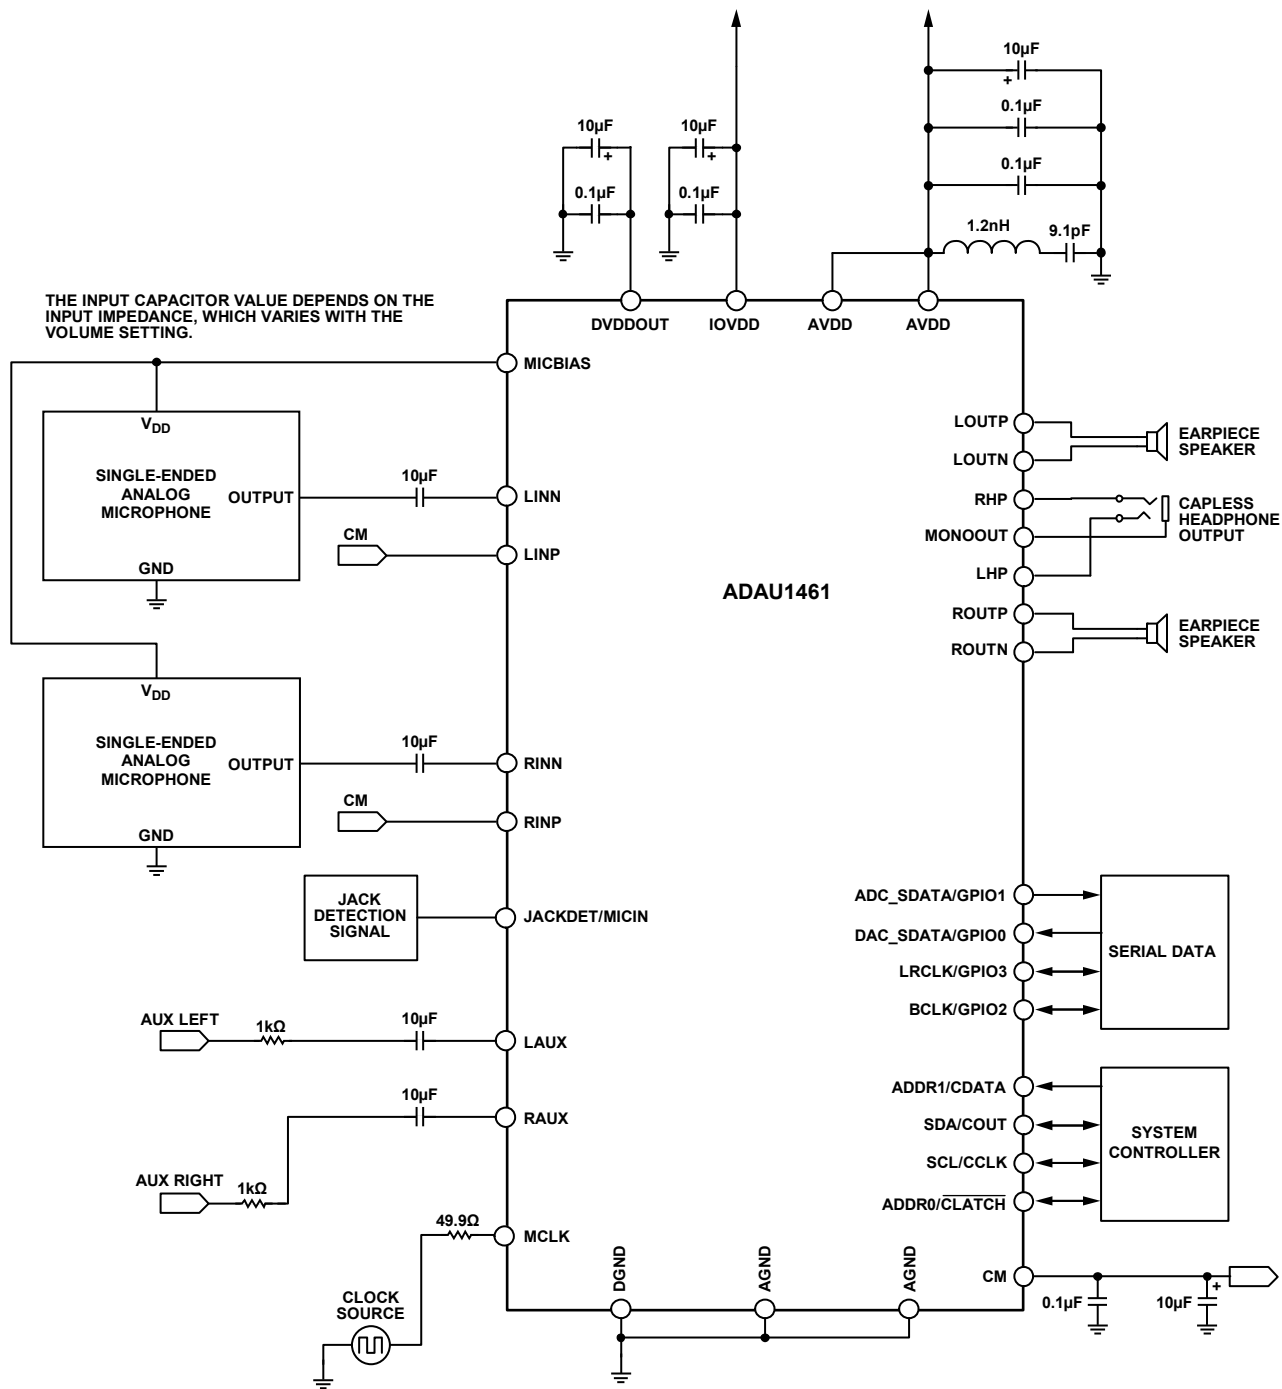 10µF
0.1µF
0.1µF
10µF
10µF
0.1µF
0.1µF
1.2nH
9.1pF
THE INPUT CAPACITOR VALUE DEPENDS ON THE
INPUT IMPEDANCE, WHICH VARIES WITH THE
VOLUME SETTING.
DVDDOUT
IOVDD
AVDD
AVDD
MICBIAS
VDD
SINGLE-ENDED
ANALOG
MICROPHONE
OUTPUT
GND
10µF
LINN
CM
LINP
ADAU1461
LOUTP
LOUTN
EARPIECE
SPEAKER
RHP
MONOOUT
LHP
CAPLESS
HEADPHONE
OUTPUT
ROUTP
ROUTN
EARPIECE
SPEAKER
VDD
SINGLE-ENDED
ANALOG
MICROPHONE
OUTPUT
GND
10µF
RINN
CM
RINP
JACK
DETECTION
SIGNAL
JACKDET/MICIN
ADC_SDATA/GPIO1
DAC_SDATA/GPIO0
LRCLK/GPIO3
BCLK/GPIO2
SERIAL DATA
AUX LEFT
1kΩ
10µF
LAUX
10µF
RAUX
AUX RIGHT
1kΩ
ADDR1/CDATA
SDA/COUT
SCL/CCLK
ADDR0/CLATCH
SYSTEM
CONTROLLER
49.9Ω
MCLK
CLOCK
SOURCE
DGND
AGND
AGND
CM
+
0.1µF
10µF